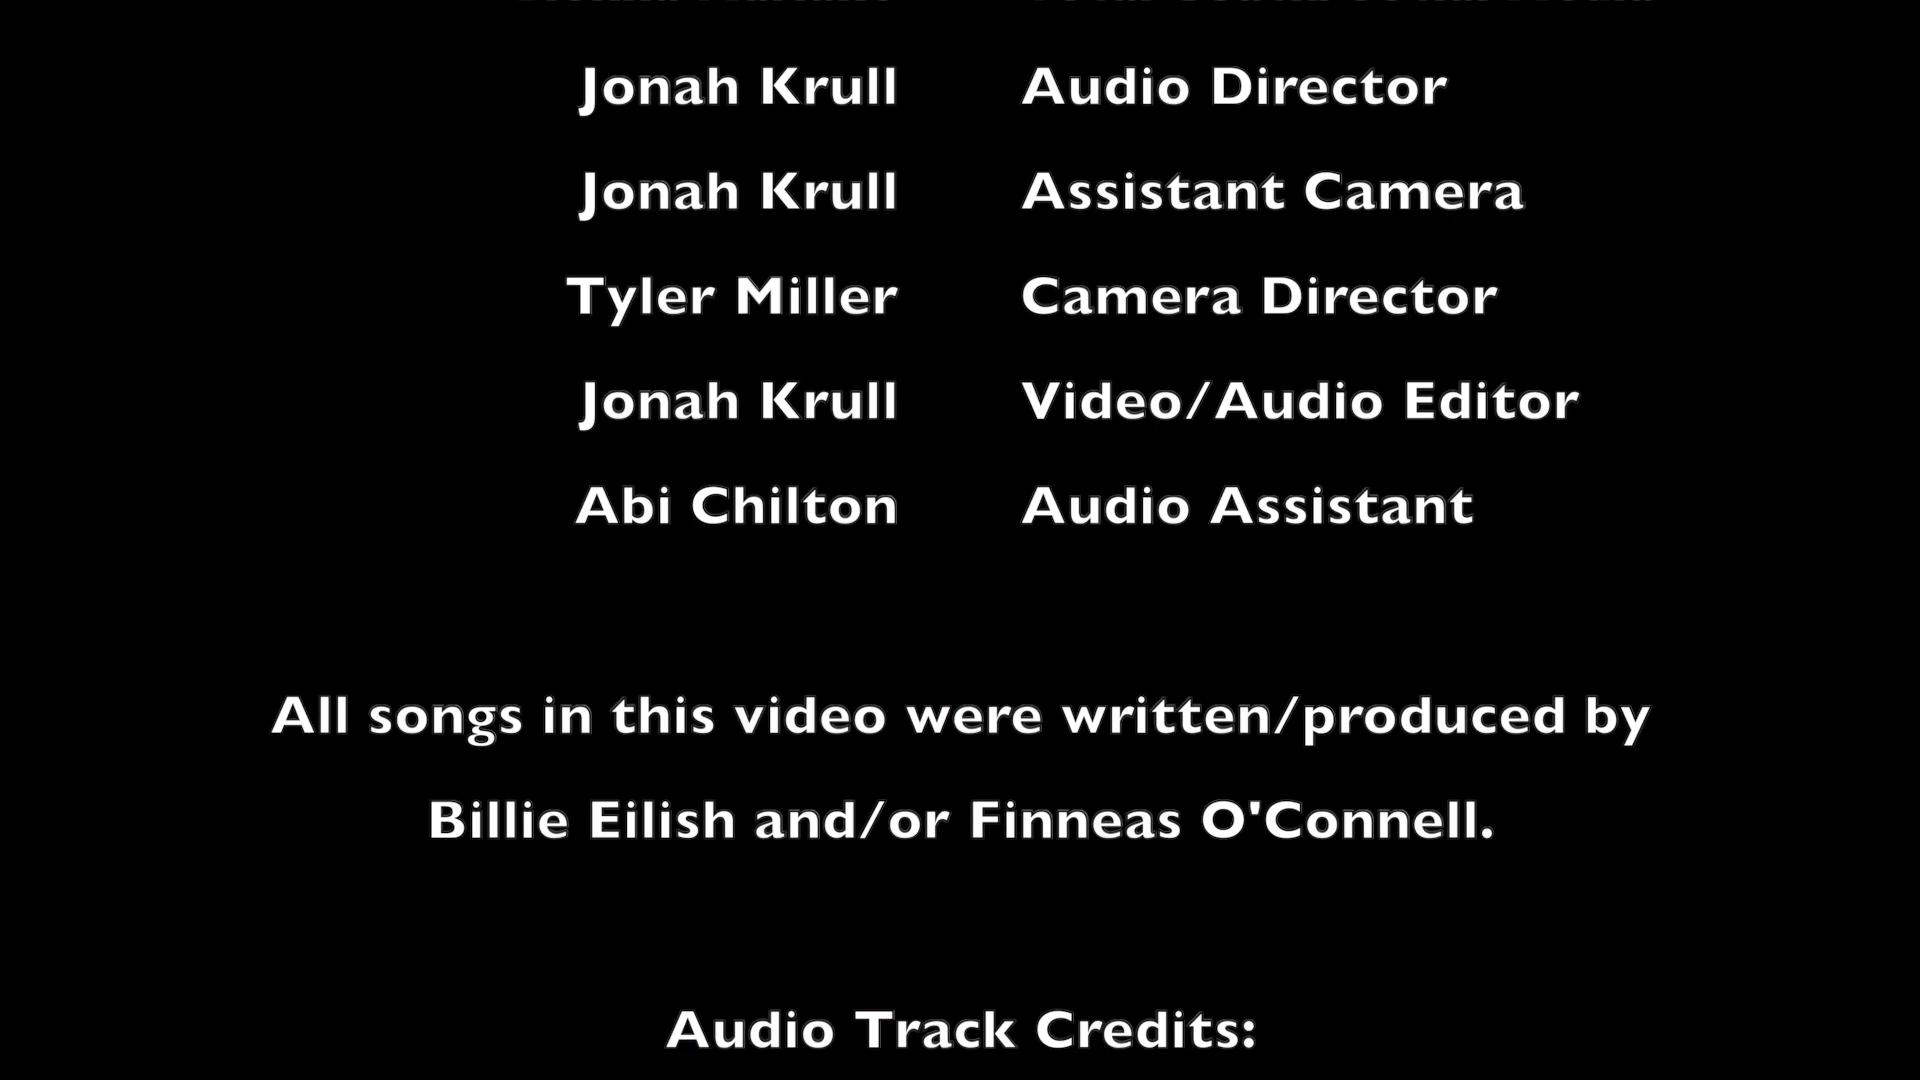 Jonah Krull Audio Director
Jonah Krull Assistant Camera
Tyler Miller Camera Director
Jonah Krull Video/Audio Editor
Abi Chilton Audio Assistant
All songs in this video were written/produced by
Billie Eilish and/or Finneas O'Connell.
Audio Track Credits: